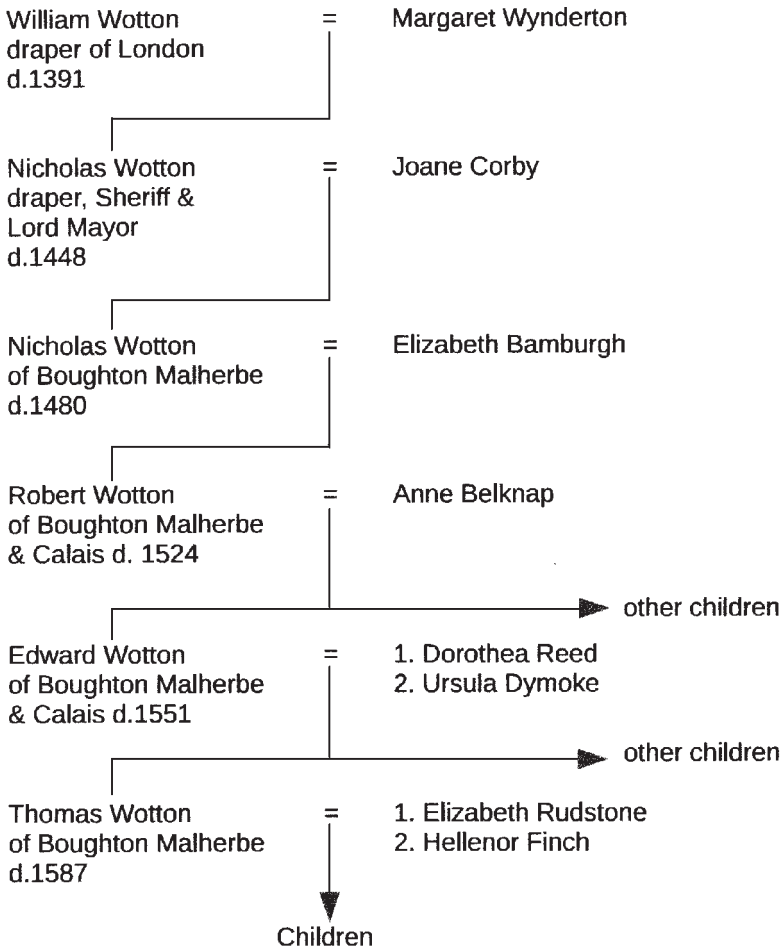 William Wotton = Margaret Wynderton
draper of London
d.1391
Nicholas Wotton = Joane Corby
draper, Sheriff &
Lord Mayor
d.1448
Nicholas Wotton = Elizabeth Bamburgh
of Boughton Malherbe
d.1480
Robert Wotton = Anne Belknap
of Boughton Malherbe
& Calais d. 1524
other children
Edward Wotton = 1. Dorothea Reed
of Boughton Malherbe 2. Ursula Dymoke
& Calais d.1551
other children
Thomas Wotton = 1. Elizabeth Rudstone
of Boughton Malherbe 2. Hellenor Finch
d.1587
Children